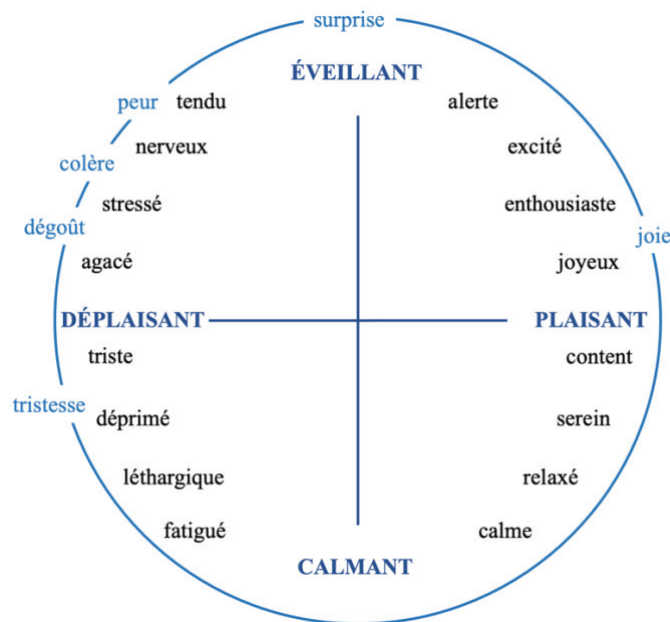 surprise
ÉVEILLANT
peur tendu alerte
nerveux excité
colère
stressé enthousiaste
dégoût joie
agacé joyeux
DÉPLAISANT PLAISANT
triste content
tristesse
déprimé serein
léthargique relaxé
fatigué calme
CALMANT